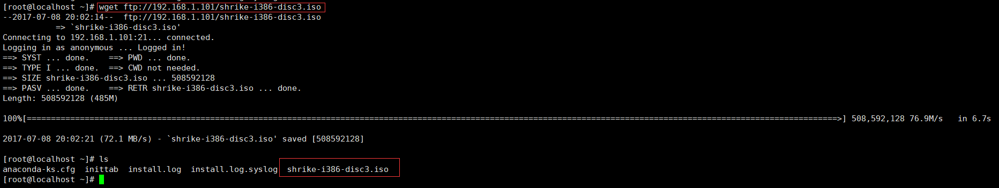 [root@localhost ~]# wget ftp://192.168.1.101/shrike-i386-disc3.iso
--2017-07-08 20:02:14--  ftp://192.168.1.101/shrike-i386-disc3.iso
           => `shrike-i386-disc3.iso'
Connecting to 192.168.1.101:21... connected.
Logging in as anonymous ... Logged in!
==> SYST ... done.    ==> PWD ... done.
==> TYPE I ... done.  ==> CWD not needed.
==> SIZE shrike-i386-disc3.iso ... 508592128
==> PASV ... done.    ==> RETR shrike-i386-disc3.iso ... done.
Length: 508592128 (485M)
100%[======================================================================================================================================================================>] 508,592,128 76.9M/s   in 6.7s
2017-07-08 20:02:21 (72.1 MB/s) - `shrike-i386-disc3.iso' saved [508592128]
[root@localhost ~]# ls
anaconda-ks.cfg  inittab  install.log  install.log.syslog  shrike-i386-disc3.iso
[root@localhost ~]#